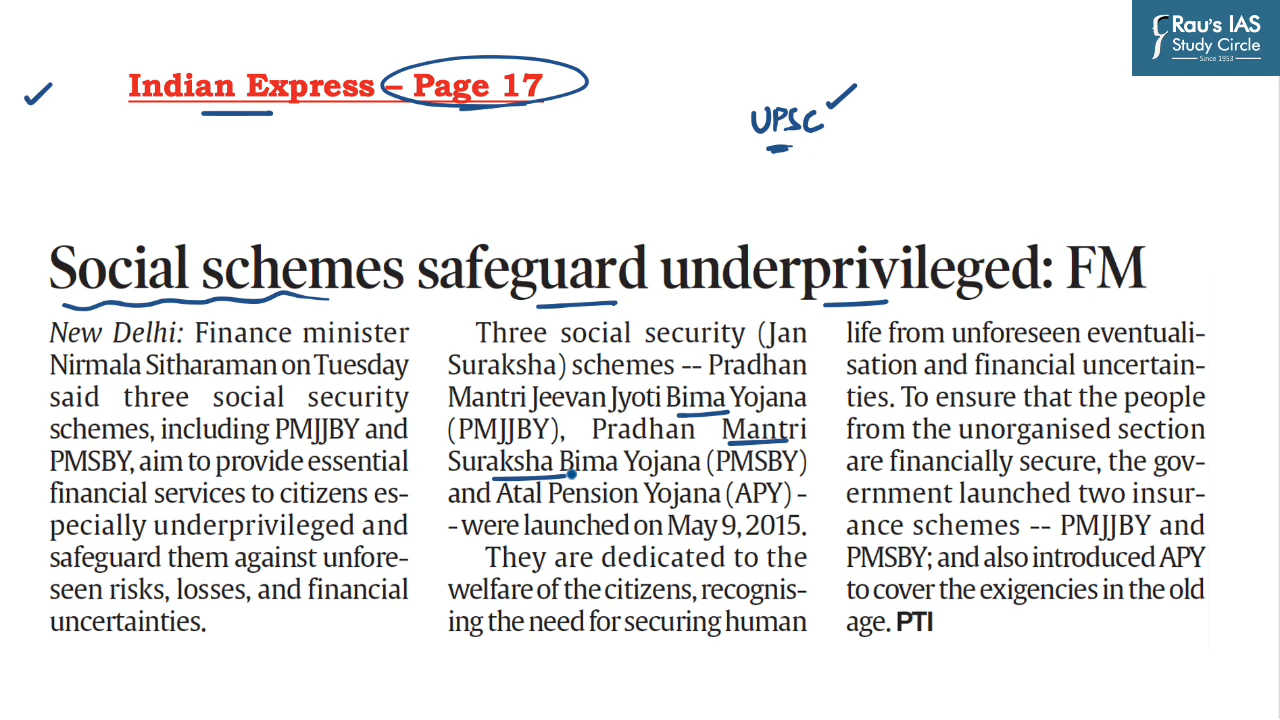 Rau's IAS
Study Circle
Since 1953
Indian Express – Page 17
UPSC
Social schemes safeguard underprivileged: FM
New Delhi: Finance minister
Nirmala Sitharaman on Tuesday
said three social security
schemes, including PMJJBY and
PMSBY, aim to provide essential
financial services to citizens es-
pecially underprivileged and
safeguard them against unfore-
seen risks, losses, and financial
uncertainties.
Three social security (Jan
Suraksha) schemes -- Pradhan
Mantri Jeevan Jyoti Bima Yojana
(PMJJBY), Pradhan Mantri
Suraksha Bima Yojana (PMSBY)
and Atal Pension Yojana (APY) -
- were launched on May 9, 2015.
They are dedicated to the
welfare of the citizens, recognis-
ing the need for securing human
life from unforeseen eventuali-
sation and financial uncertain-
ties. To ensure that the people
from the unorganised section
are financially secure, the gov-
ernment launched two insur-
ance schemes -- PMJJBY and
PMSBY; and also introduced APY
to cover the exigencies in the old
age. PTI